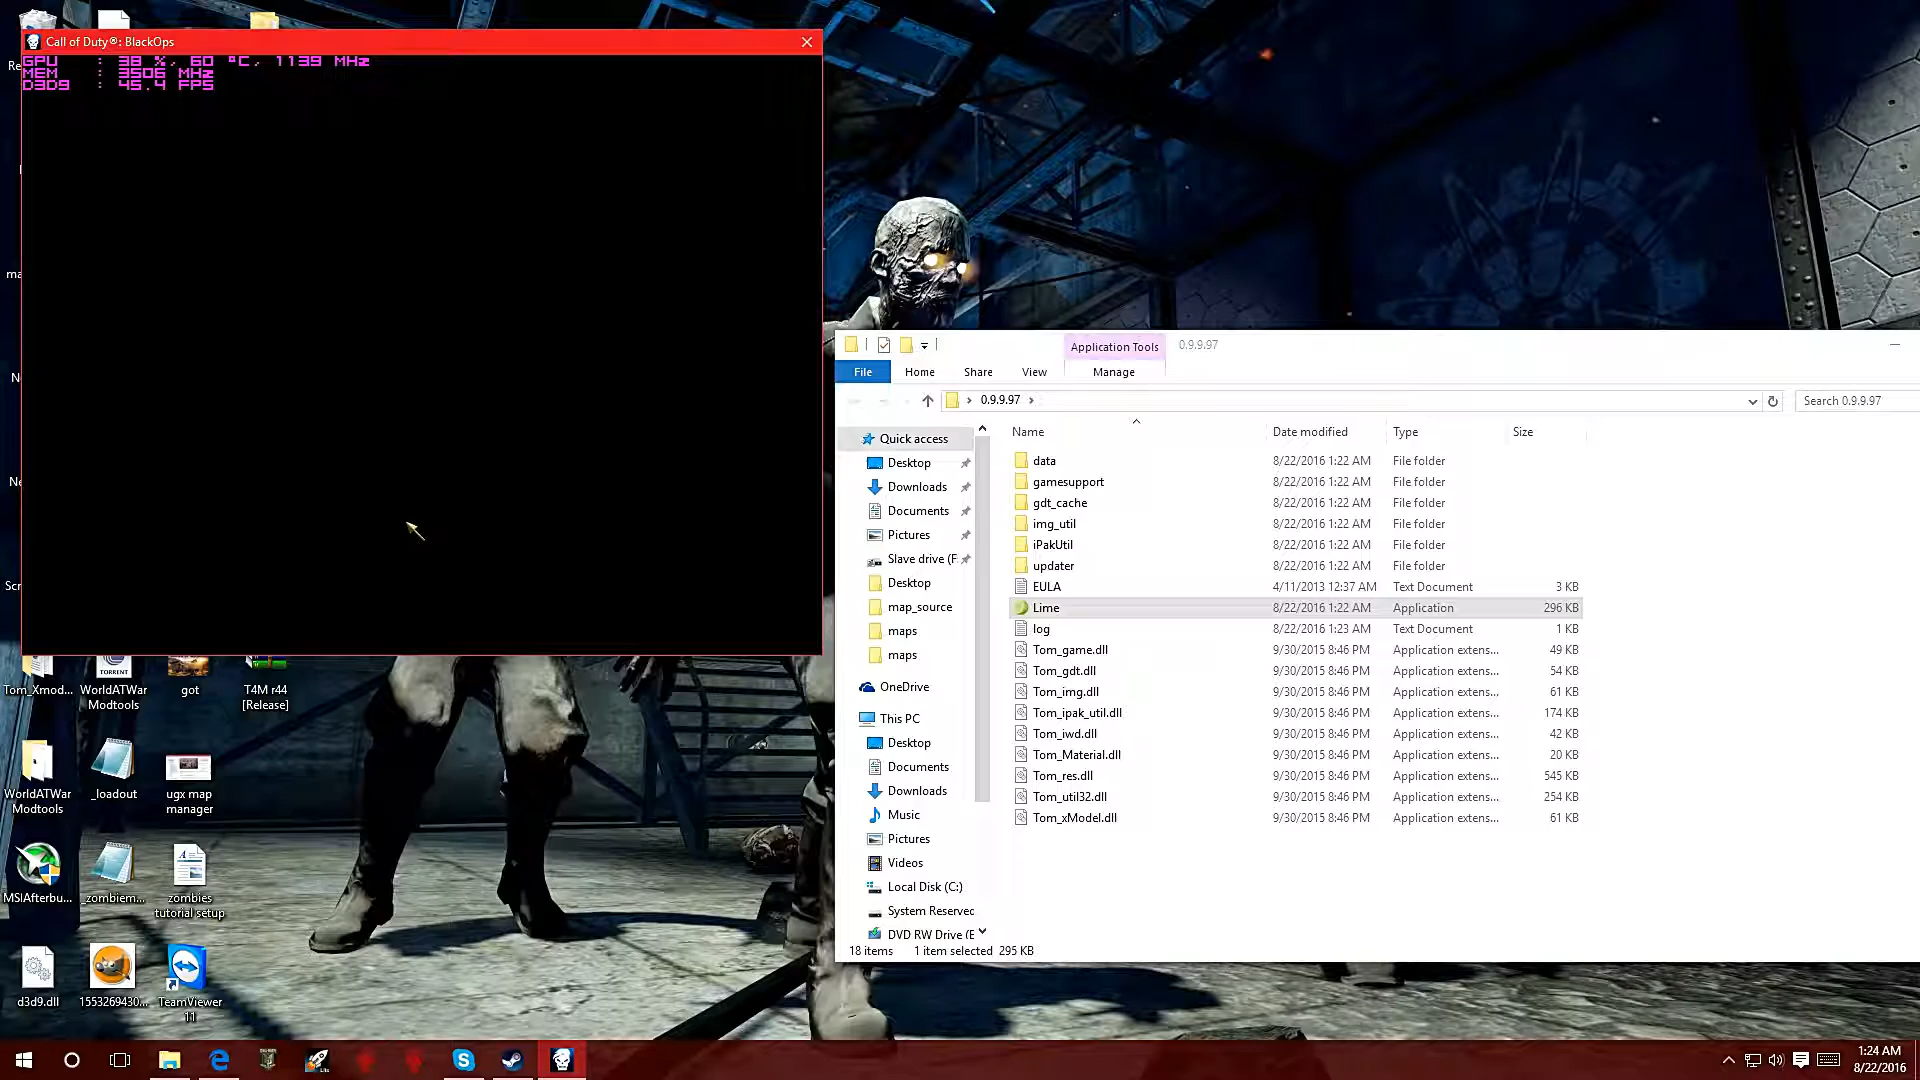 Call of Duty®: BlackOps
GPU : 38 %, 60 ºC, 1139 MHz
MEM : 3506 MHz
D3D9 : 45.4 FPS
Re
ma
N
Ne
Scr
Tom_Xmod...
WorldATWar
Modtools
TORRENT
got
T4M r44
[Release]
WorldATWar
Modtools
_loadout
ugx map
manager
MSIAfterbu...
_zombiem...
zombies
tutorial setup
d3d9.dll
1553269430...
TeamViewer
11
Application Tools
0.9.9.97
File
Home
Share
View
Manage
0.9.9.97
Search 0.9.9.97
Quick access
Desktop
Downloads
Documents
Pictures
Slave drive (F:
Desktop
map_source
maps
maps
OneDrive
This PC
Desktop
Documents
Downloads
Music
Pictures
Videos
Local Disk (C:)
System Reserved
DVD RW Drive (E
Name Date modified Type Size
data 8/22/2016 1:22 AM File folder
gamesupport 8/22/2016 1:22 AM File folder
gdt_cache 8/22/2016 1:22 AM File folder
img_util 8/22/2016 1:22 AM File folder
iPakUtil 8/22/2016 1:22 AM File folder
updater 8/22/2016 1:22 AM File folder
EULA 4/11/2013 12:37 AM Text Document 3 KB
Lime 8/22/2016 1:22 AM Application 296 KB
log 8/22/2016 1:23 AM Text Document 1 KB
Tom_game.dll 9/30/2015 8:46 PM Application extens... 49 KB
Tom_gdt.dll 9/30/2015 8:46 PM Application extens... 54 KB
Tom_img.dll 9/30/2015 8:46 PM Application extens... 61 KB
Tom_ipak_util.dll 9/30/2015 8:46 PM Application extens... 174 KB
Tom_iwd.dll 9/30/2015 8:46 PM Application extens... 42 KB
Tom_Material.dll 9/30/2015 8:46 PM Application extens... 20 KB
Tom_res.dll 9/30/2015 8:46 PM Application extens... 545 KB
Tom_util32.dll 9/30/2015 8:46 PM Application extens... 254 KB
Tom_xModel.dll 9/30/2015 8:46 PM Application extens... 61 KB
18 items 1 item selected 295 KB
1:24 AM
8/22/2016